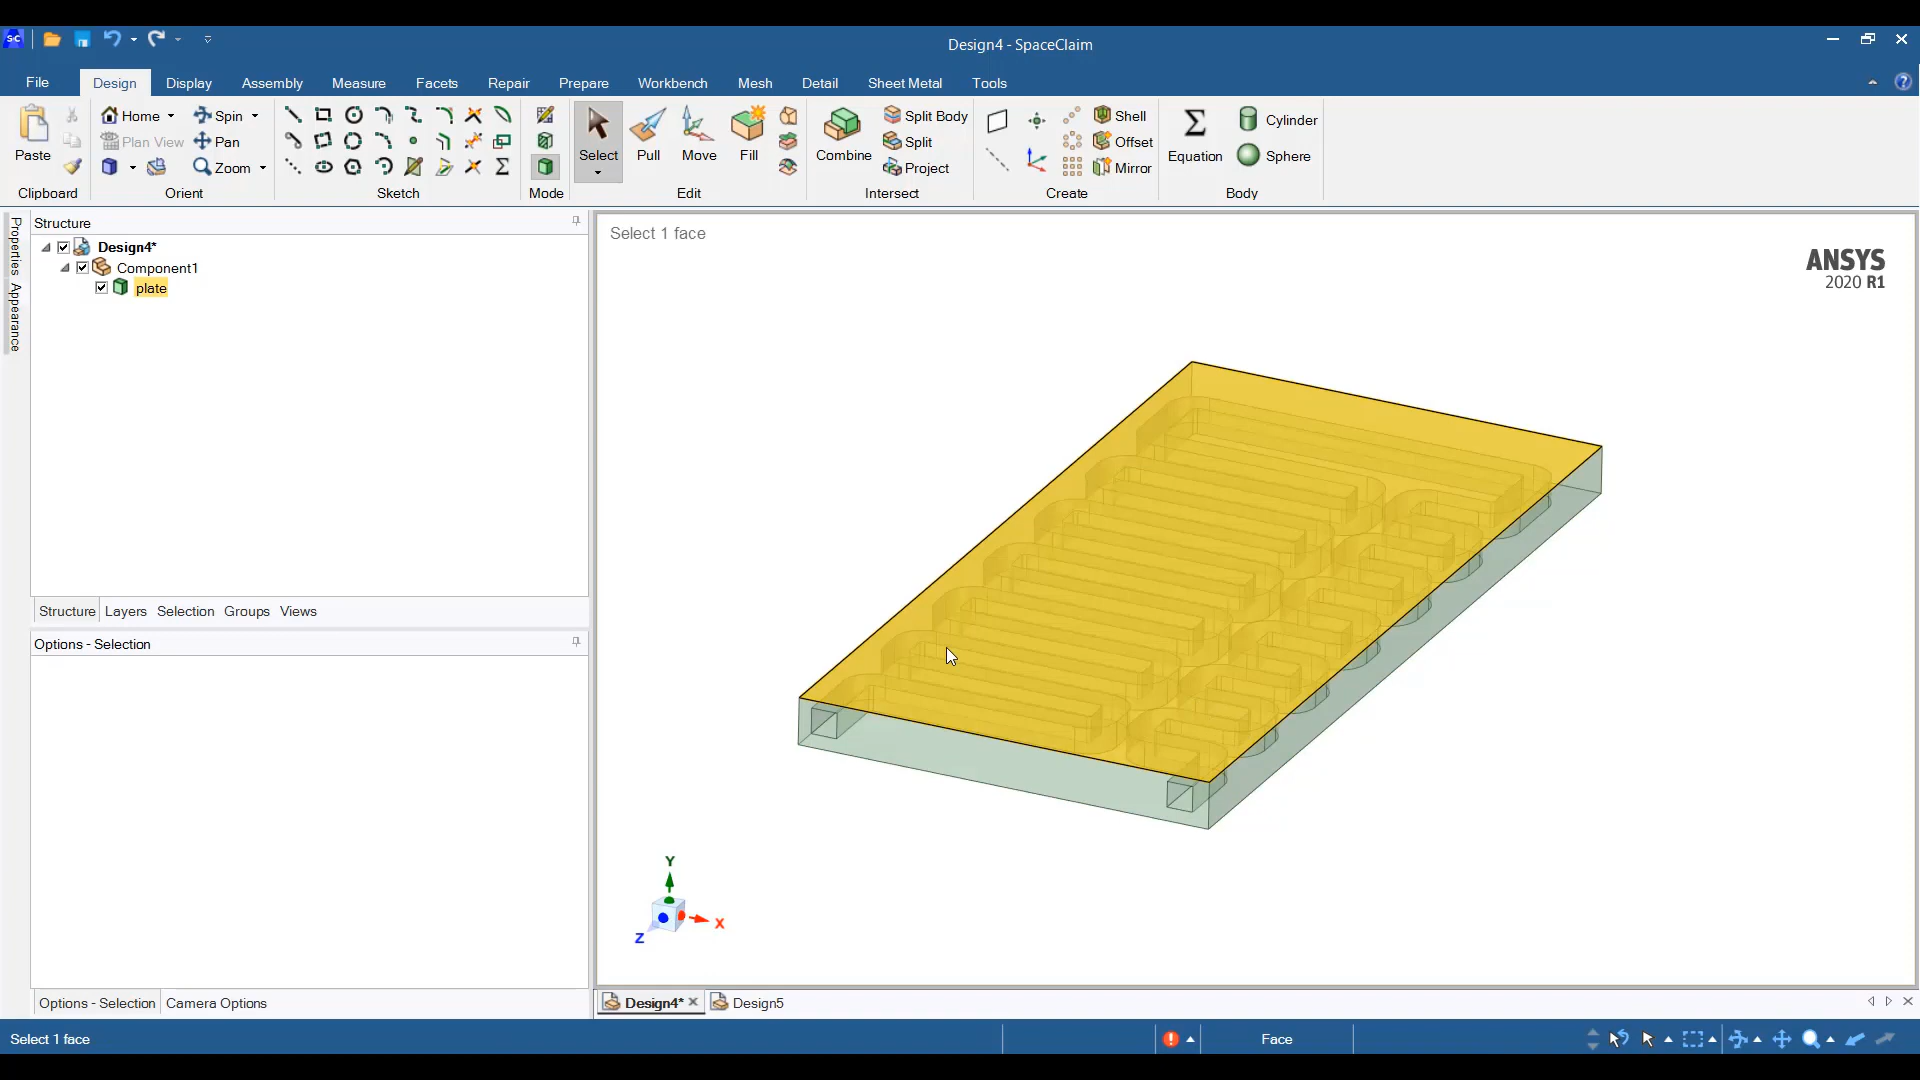 Design4 - SpaceClaim
File Design Display Assembly Measure Facets Repair Prepare Workbench Mesh Detail Sheet Metal Tools
Paste
Clipboard
Home
Plan View
Spin
Pan
Zoom
Orient
Sketch
Mode
Select
Pull
Move
Fill
Edit
Combine
Split Body
Split
Project
Intersect
Shell
Offset
Mirror
Create
Equation
Cylinder
Sphere
Body
Properties
Appearance
Structure
Design4*
Component1
plate
Structure Layers Selection Groups Views
Options - Selection
Options - Selection Camera Options
Select 1 face
ANSYS
2020 R1
Y
X
Z
Design4* Design5
Select 1 face
Face